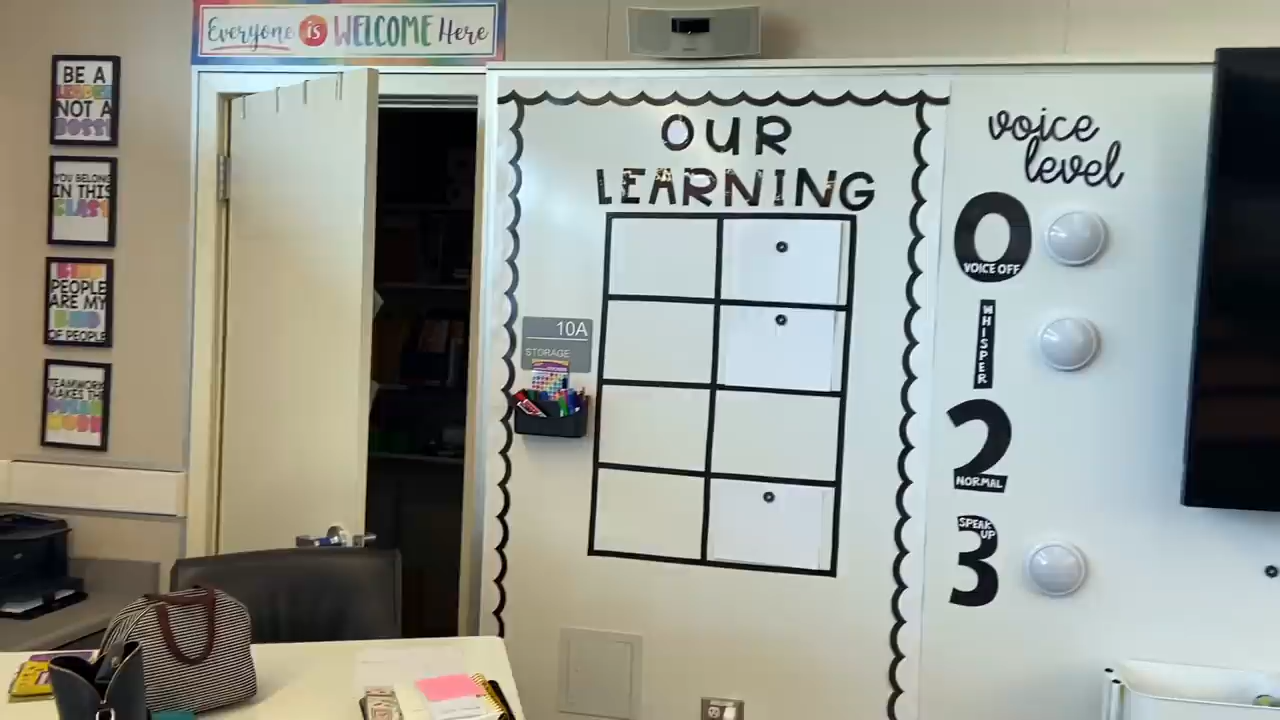 Everyone is WELCOME Here
BE A
LEADER
NOT A
BOSS!
YOU BELONG
IN THIS
CLASS
KIND
PEOPLE
ARE MY
KIND
OF PEOPLE
TEAMWORK
MAKES THE
DREAM
WORK
OUR
LEARNING
10A
STORAGE
voice
level
0
VOICE OFF
1
WHISPER
2
NORMAL
SPEAK
UP
3